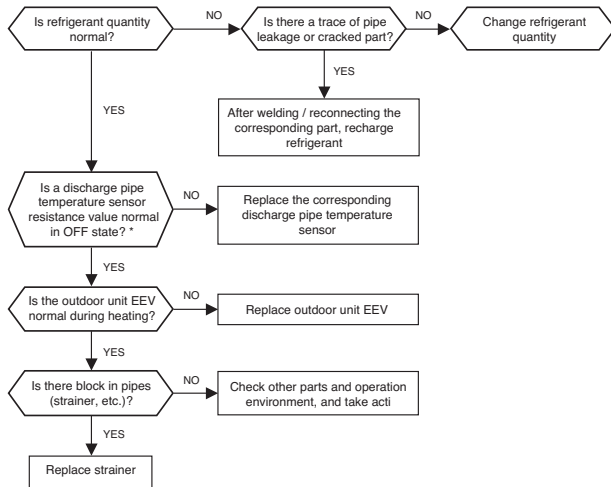 Is refrigerant quantity
normal?
NO
Is there a trace of pipe
leakage or cracked part?
NO
Change refrigerant
quantity
YES
After welding / reconnecting the
corresponding part, recharge
refrigerant
YES
Is a discharge pipe
temperature sensor
resistance value normal
in OFF state? *
NO
Replace the corresponding
discharge pipe temperature
sensor
YES
Is the outdoor unit EEV
normal during heating?
NO
Replace outdoor unit EEV
YES
Is there block in pipes
(strainer, etc.)?
NO
Check other parts and operation
environment, and take acti
YES
Replace strainer